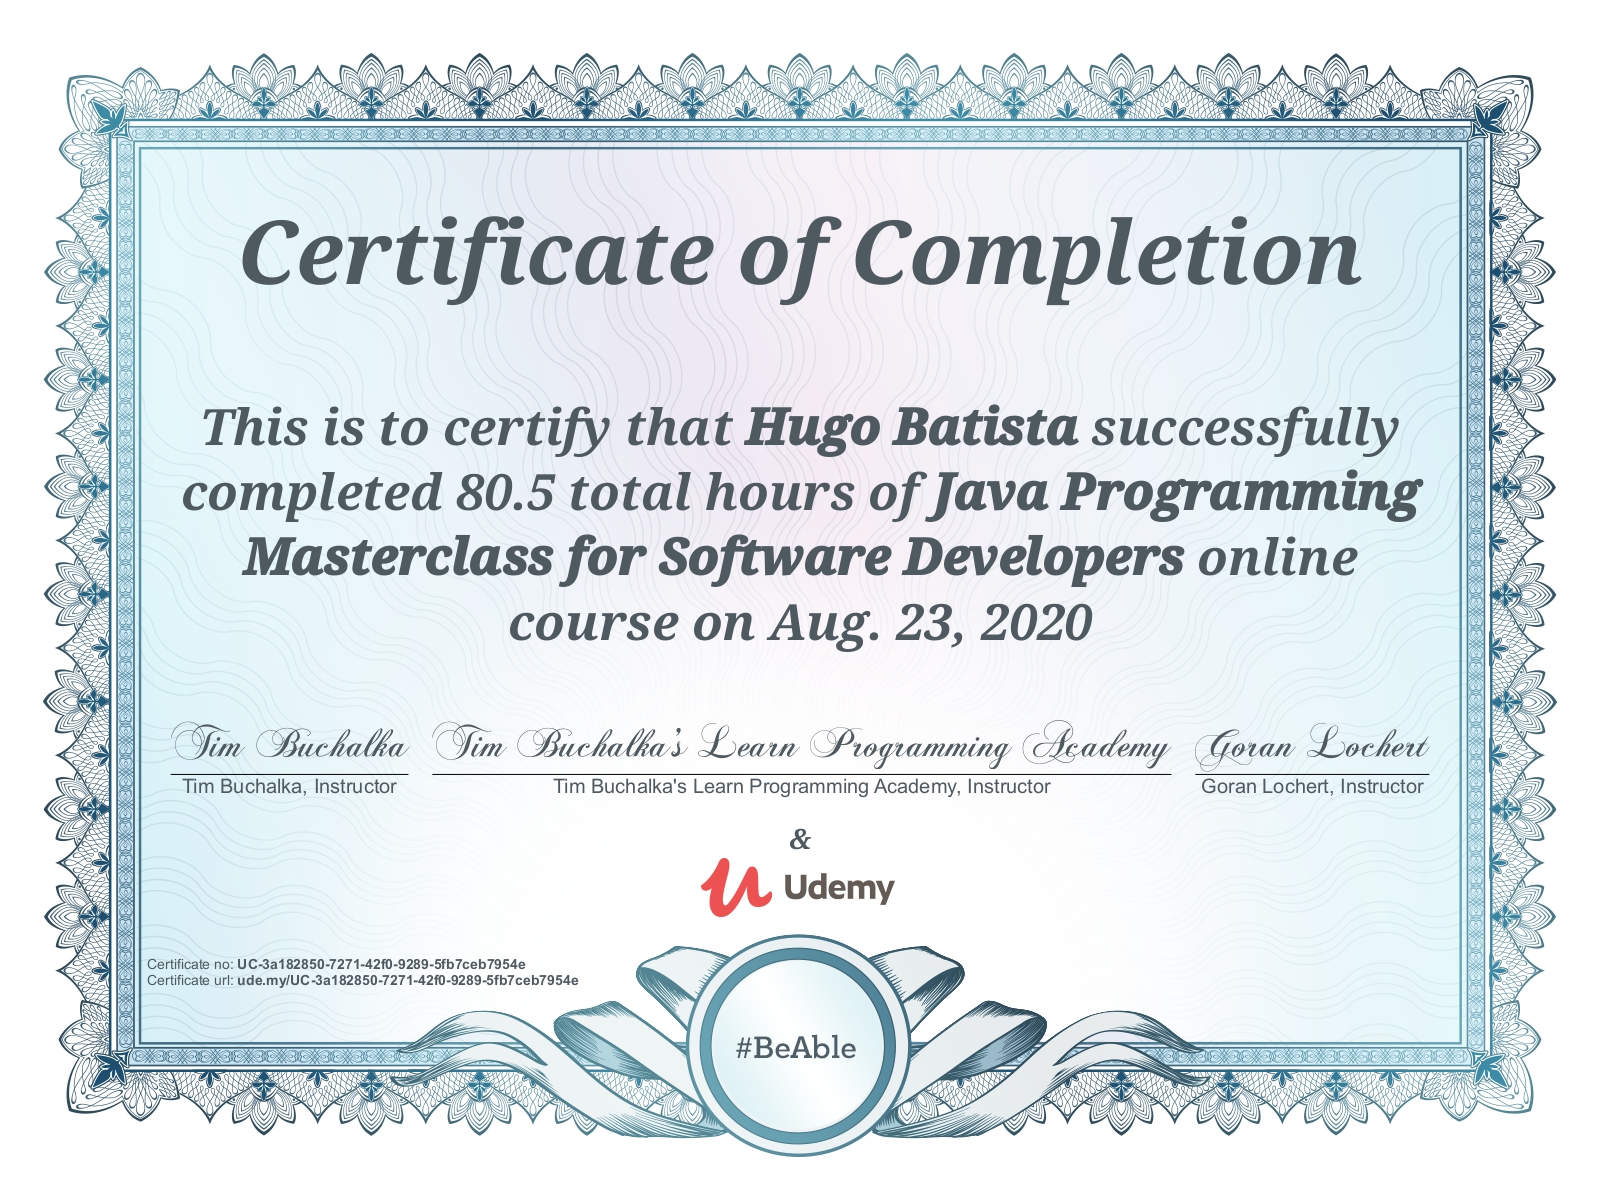 Certificate of Completion
This is to certify that Hugo Batista successfully
completed 80.5 total hours of Java Programming
Masterclass for Software Developers online
course on Aug. 23, 2020
Tim Buchalka Tim Buchalka's Learn Programming Academy Goran Lochert
Tim Buchalka, Instructor Tim Buchalka's Learn Programming Academy, Instructor Goran Lochert, Instructor
&
Udemy
Certificate no: UC-3a182850-7271-42f0-9289-5fb7ceb7954e
Certificate url: ude.my/UC-3a182850-7271-42f0-9289-5fb7ceb7954e
#BeAble